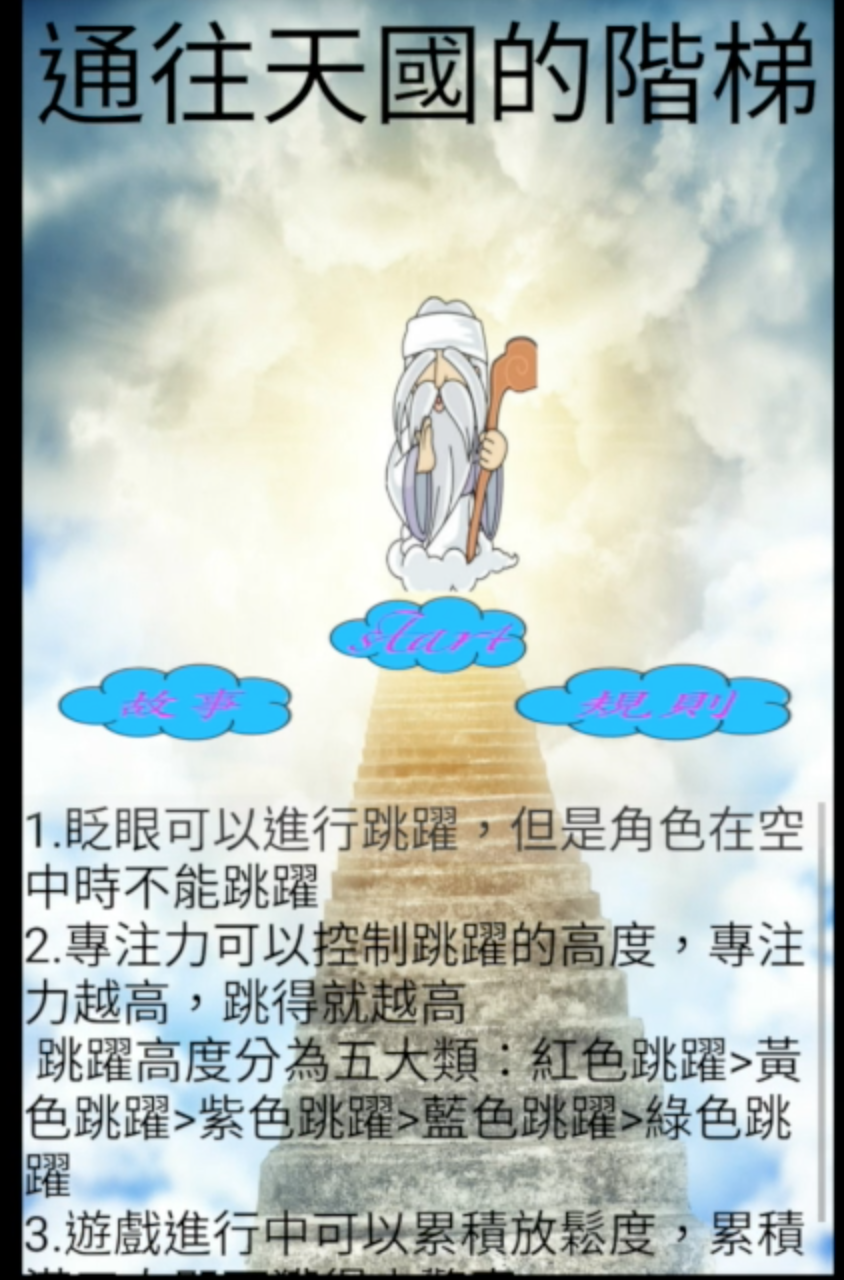 通往天國的階梯
start
故事
規則
1.眨眼可以進行跳躍，但是角色在空
中時不能跳躍
2.專注力可以控制跳躍的高度，專注
力越高，跳得就越高
跳躍高度分為五大類：紅色跳躍>黃
色跳躍>紫色跳躍>藍色跳躍>綠色跳
躍
3.遊戲進行中可以累積放鬆度，累積